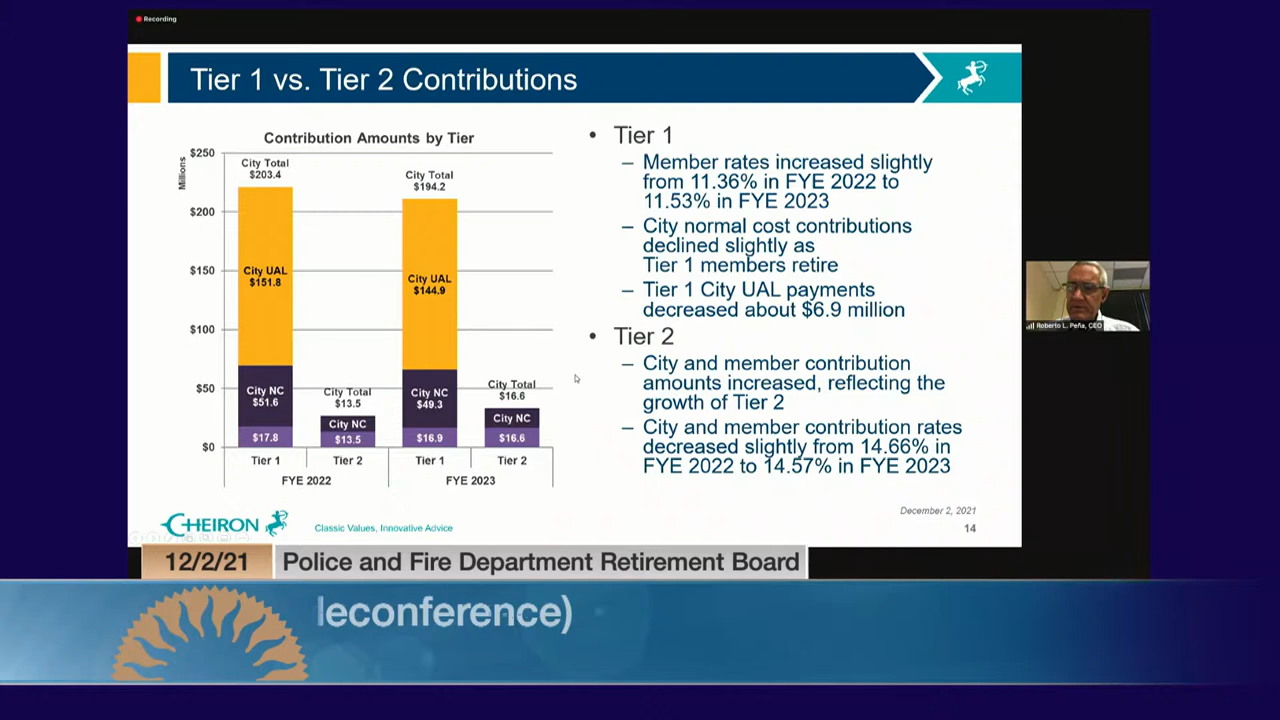 Recording
Tier 1 vs. Tier 2 Contributions
Contribution Amounts by Tier
Millions
$250
$200
$150
$100
$50
$0
City Total
$203.4
City UAL
$151.8
City NC
$51.6
$17.8
City Total
$13.5
City NC
$13.5
City Total
$194.2
City UAL
$144.9
City NC
$49.3
$16.9
City Total
$16.6
City NC
$16.6
Tier 1
Tier 2
Tier 1
Tier 2
FYE 2022
FYE 2023
• Tier 1
– Member rates increased slightly
from 11.36% in FYE 2022 to
11.53% in FYE 2023
– City normal cost contributions
declined slightly as
Tier 1 members retire
– Tier 1 City UAL payments
decreased about $6.9 million
• Tier 2
– City and member contribution
amounts increased, reflecting the
growth of Tier 2
– City and member contribution rates
decreased slightly from 14.66% in
FYE 2022 to 14.57% in FYE 2023
Roberto L. Peña, CEO
CHEIRON
Classic Values, Innovative Advice
December 2, 2021
14
12/2/21
Police and Fire Department Retirement Board
leconference)